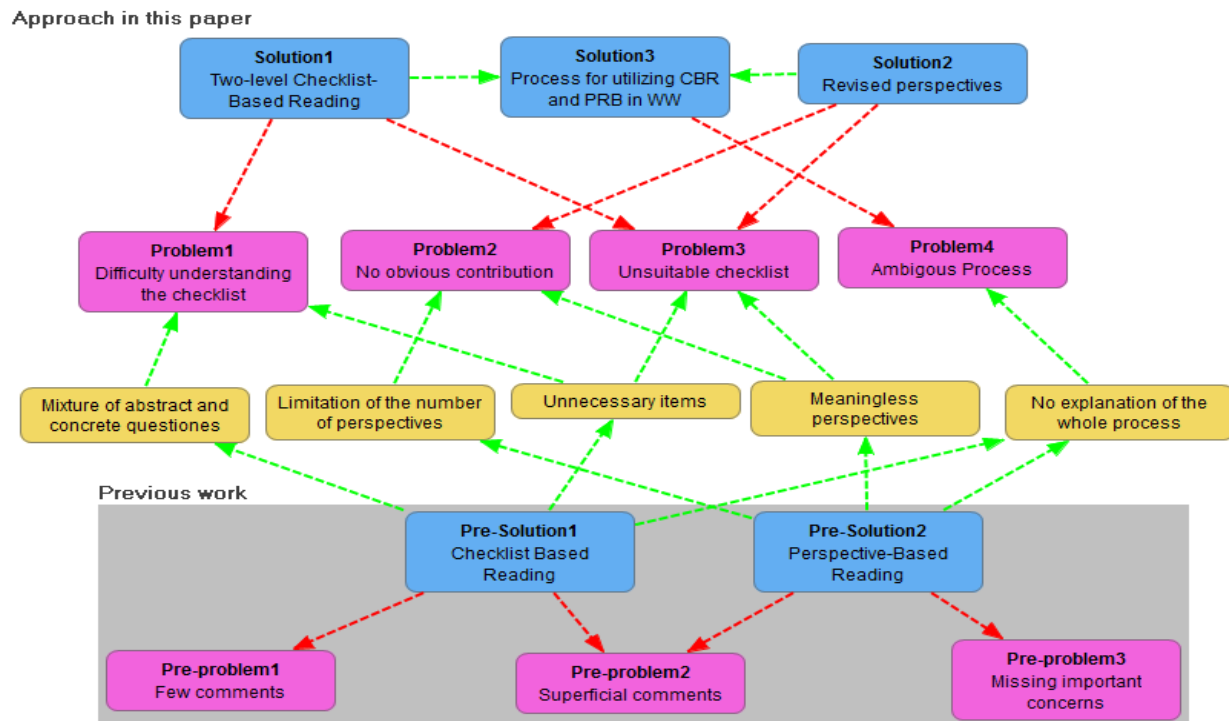 Approach in this paper
Solution1
Two-level Checklist-
Based Reading
Solution3
Process for utilizing CBR
and PRB in WW
Solution2
Revised perspectives
Problem1
Difficulty understanding
the checklist
Problem2
No obvious contribution
Problem3
Unsuitable checklist
Problem4
Ambigous Process
Mixture of abstract and
concrete questiones
Limitation of the number
of perspectives
Unnecessary items
Meaningless
perspectives
No explanation of the
whole process
Previous work
Pre-Solution1
Checklist Based
Reading
Pre-Solution2
Perspective-Based
Reading
Pre-problem1
Few comments
Pre-problem2
Superficial comments
Pre-problem3
Missing important
concerns